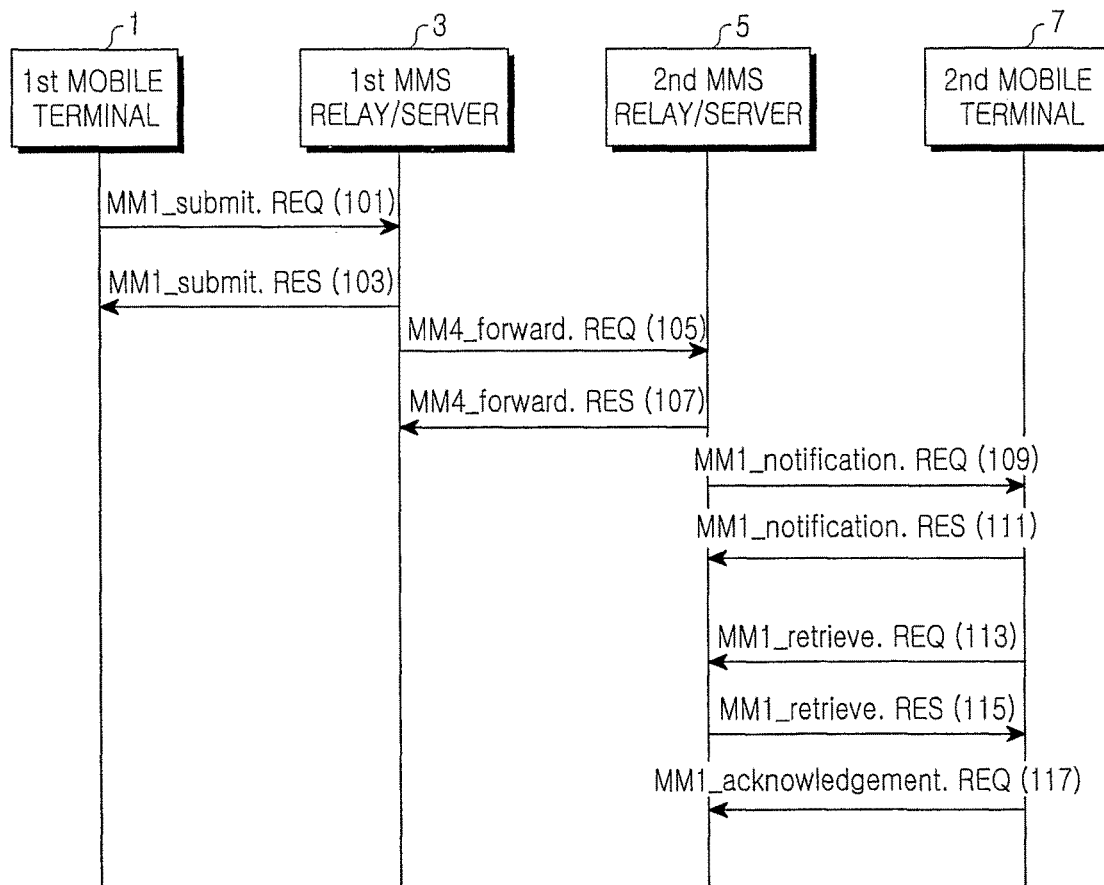 1
3
5
7
1st MOBILE
TERMINAL
1st MMS
RELAY/SERVER
2nd MMS
RELAY/SERVER
2nd MOBILE
TERMINAL
MM1_submit. REQ (101)
MM1_submit. RES (103)
MM4_forward. REQ (105)
MM4_forward. RES (107)
MM1_notification. REQ (109)
MM1_notification. RES (111)
MM1_retrieve. REQ (113)
MM1_retrieve. RES (115)
MM1_acknowledgement. REQ (117)